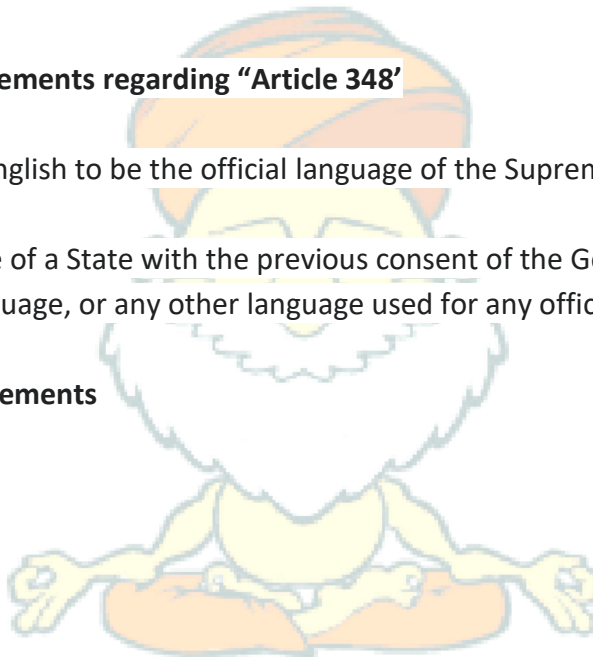 ements regarding “Article 348’
nglish to be the official language of the Suprem
e of a State with the previous consent of the Go
uage, or any other language used for any offic
ements